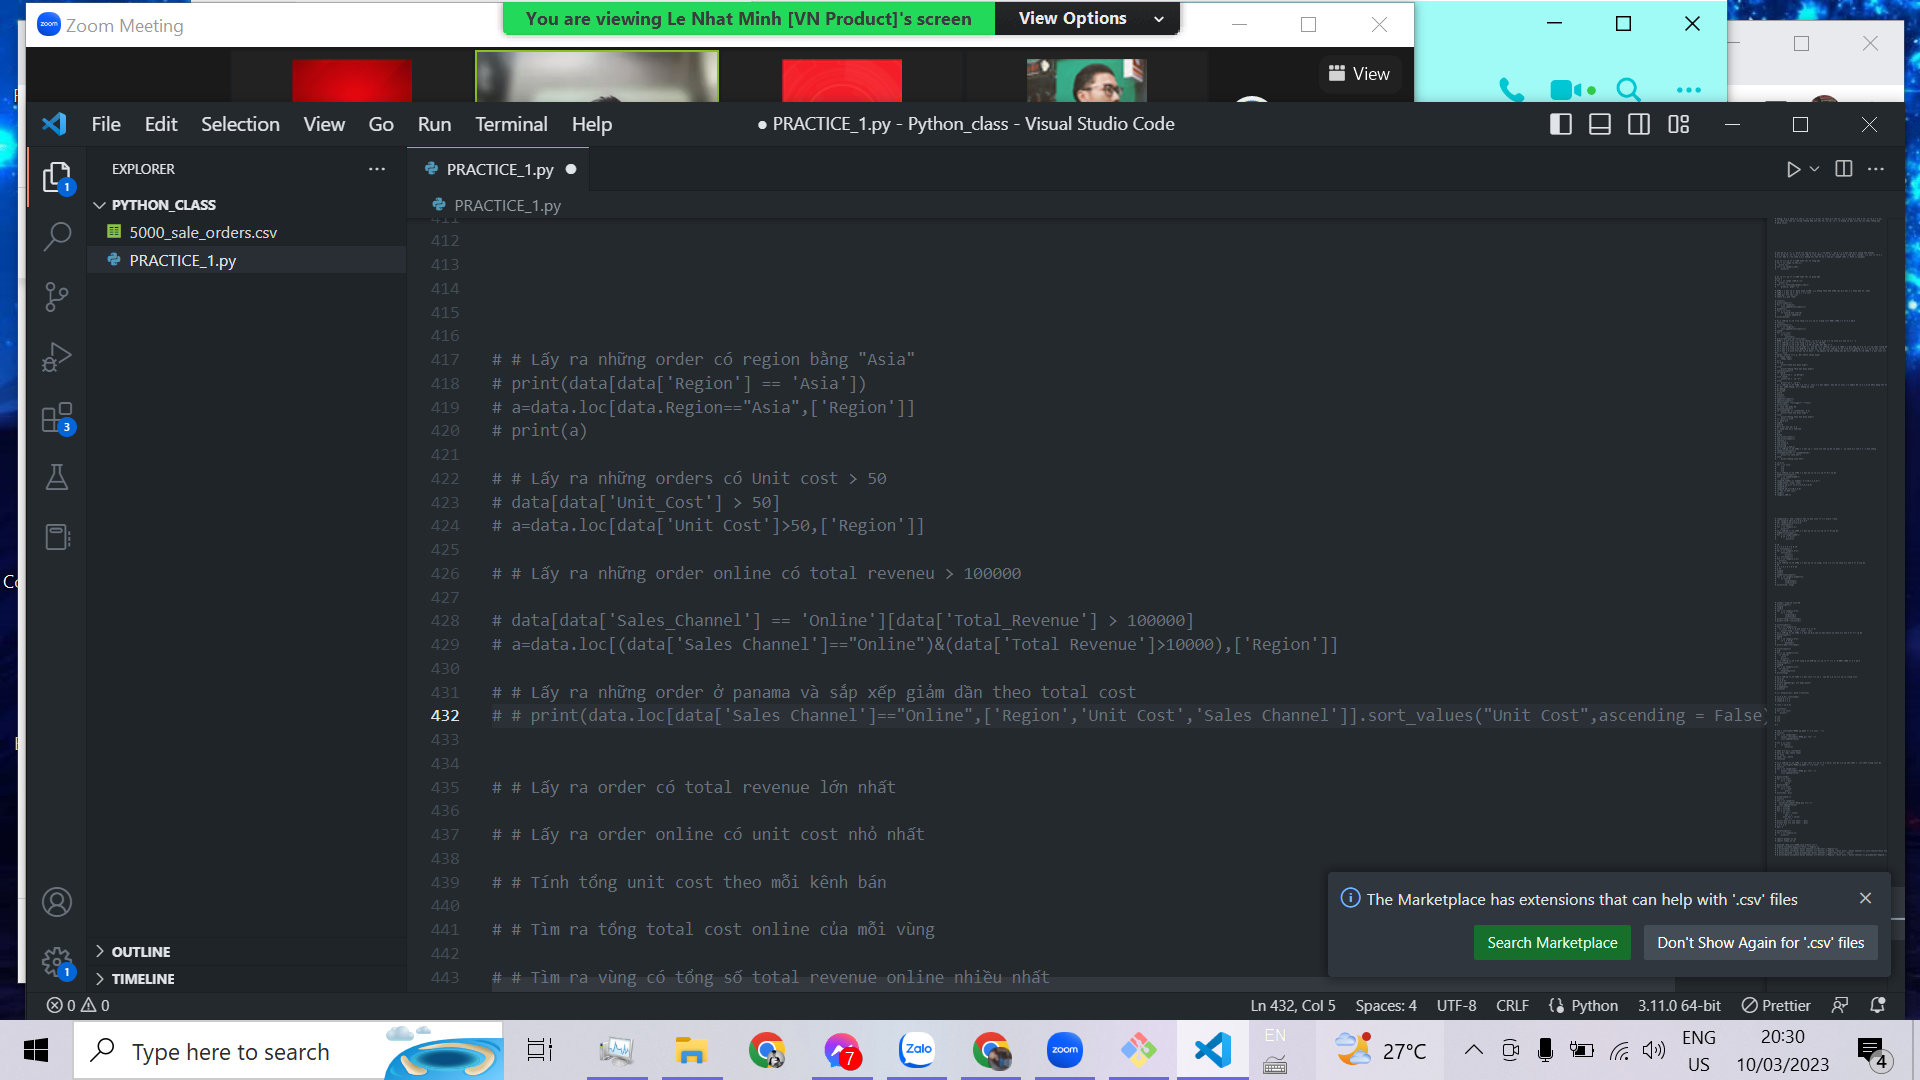 Zoom Meeting
You are viewing Le Nhat Minh [VN Product]'s screen
View Options
zoom
View
File Edit Selection View Go Run Terminal Help
● PRACTICE_1.py - Python_class - Visual Studio Code
EXPLORER
PRACTICE_1.py
PYTHON_CLASS
5000_sale_orders.csv
PRACTICE_1.py
PRACTICE_1.py
1
3
1
411
412
413
414
415
416
417 # # Lấy ra những order có region bằng "Asia"
418 # print(data[data['Region'] == 'Asia'])
419 # a=data.loc[data.Region=="Asia",['Region']]
420 # print(a)
421
422 # # Lấy ra những orders có Unit cost > 50
423 # data[data['Unit_Cost'] > 50]
424 # a=data.loc[data['Unit Cost']>50,['Region']]
425
426 # # Lấy ra những order online có total reveneu > 100000
427
428 # data[data['Sales_Channel'] == 'Online'][data['Total_Revenue'] > 100000]
429 # a=data.loc[(data['Sales Channel']=="Online")&(data['Total Revenue']>10000),['Region']]
430
431 # # Lấy ra những order ở panama và sắp xếp giảm dần theo total cost
432 # # print(data.loc[data['Sales Channel']=="Online",['Region','Unit Cost','Sales Channel']].sort_values("Unit Cost",ascending = False)
433
434
435 # # Lấy ra order có total revenue lớn nhất
436
437 # # Lấy ra order online có unit cost nhỏ nhất
438
439 # # Tính tổng unit cost theo mỗi kênh bán
440
441 # # Tìm ra tổng total cost online của mỗi vùng
442
443 # # Tìm ra vùng có tổng số total revenue online nhiều nhất
OUTLINE
TIMELINE
The Marketplace has extensions that can help with '.csv' files
Search Marketplace
Don't Show Again for '.csv' files
0 0
Ln 432, Col 5 Spaces: 4 UTF-8 CRLF Python 3.11.0 64-bit Prettier
Type here to search
7
Zalo
zoom
EN
27°C
ENG
US
20:30
10/03/2023
4